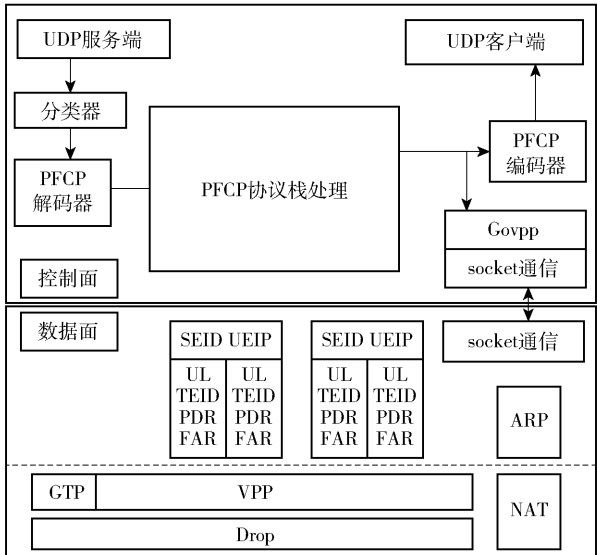 UDP服务端
UDP客户端
分类器
PFCP
解码器
PFCP协议栈处理
PFCP
编码器
Govpp
socket通信
控制面
数据面
SEID UEIP
UL
TEID
PDR
FAR
UL
TEID
PDR
FAR
SEID UEIP
UL
TEID
PDR
FAR
UL
TEID
PDR
FAR
socket通信
ARP
GTP
VPP
NAT
Drop